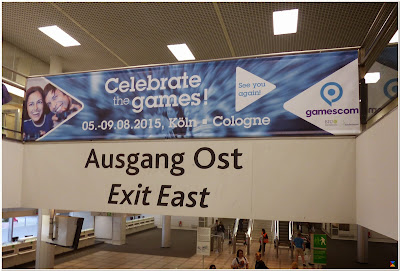 Celebrate
the games!
See you
again!
gamescom
05.-09.08.2015, Köln • Cologne
Ausgang Ost
Exit East